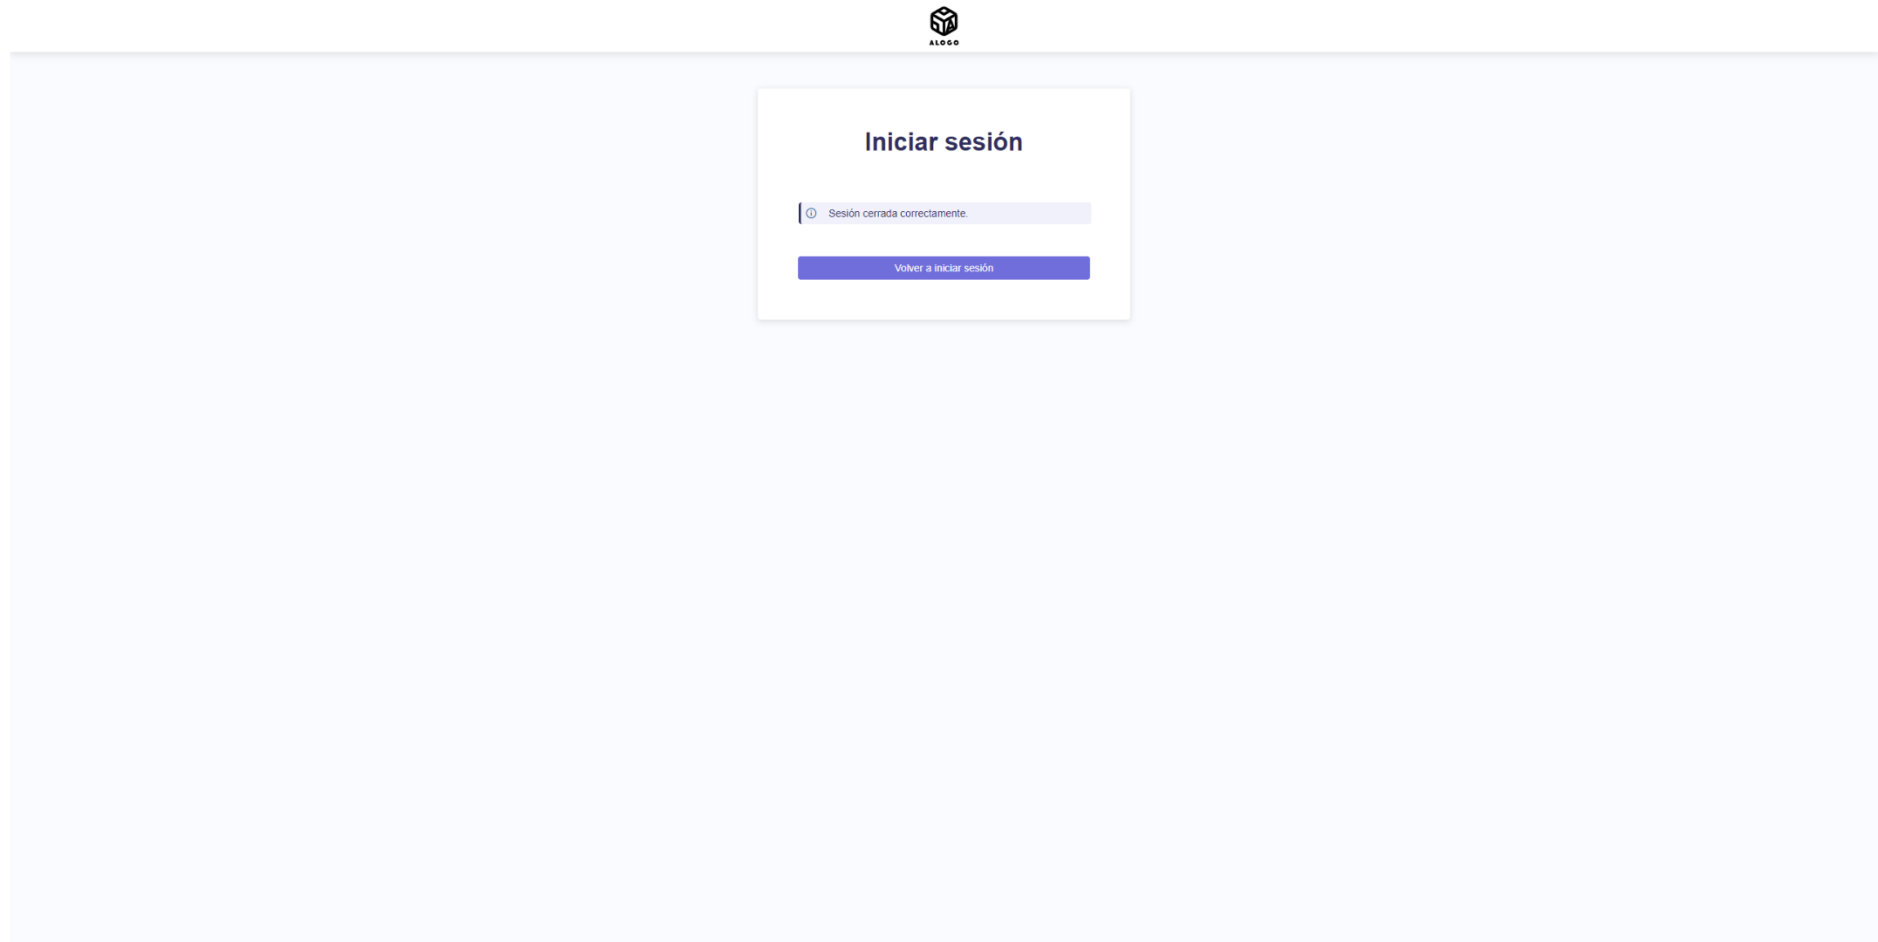 ALOGO
Iniciar sesión
Sesión cerrada correctamente.
Volver a iniciar sesión